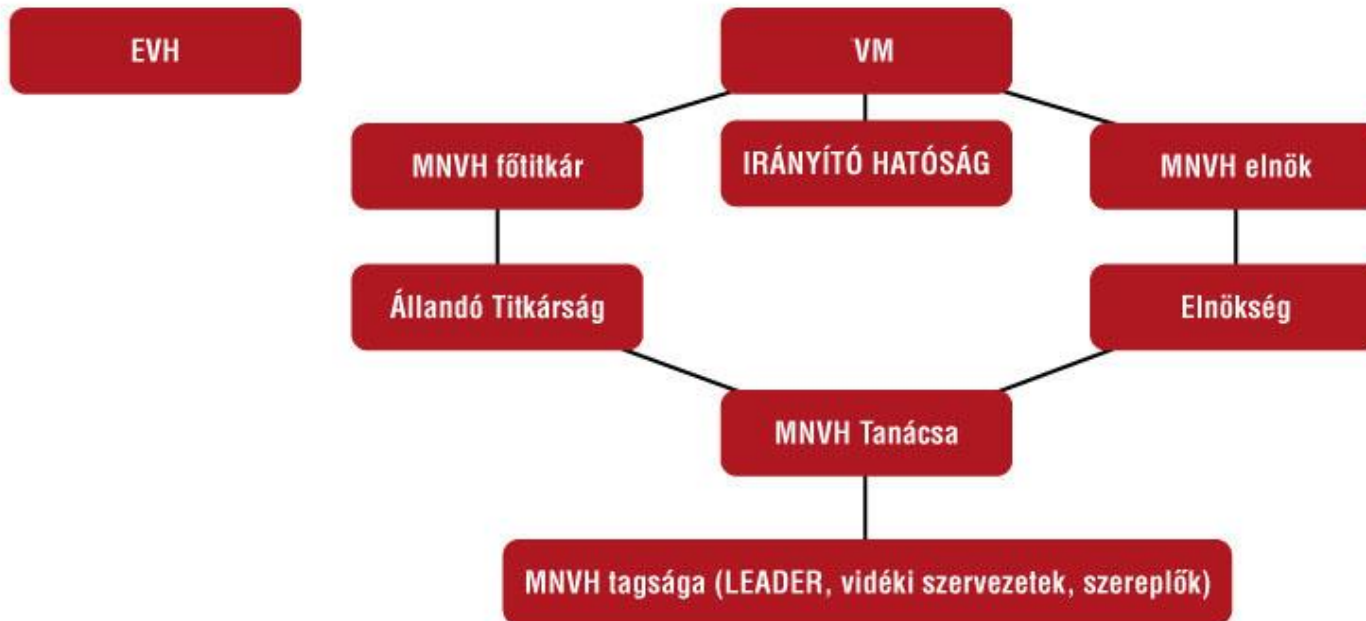 EVH
VM
MNVH főtitkár
IRÁNYÍTÓ HATÓSÁG
MNVH elnök
Állandó Titkárság
Elnökség
MNVH Tanácsa
MNVH tagsága (LEADER, vidéki szervezetek, szereplők)